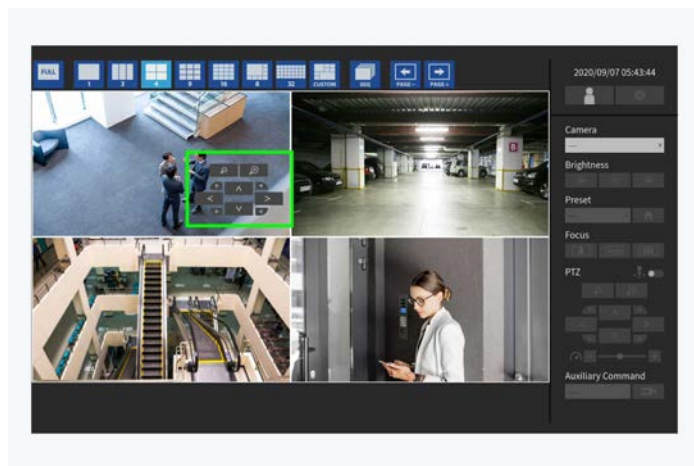 FULL
1
3
4
9
16
8
32
CUSTOM
SEQ
PAGE -
PAGE +
2020/09/07 05:43:44
B
Camera
Brightness
Preset
Focus
PTZ
Auxiliary Command